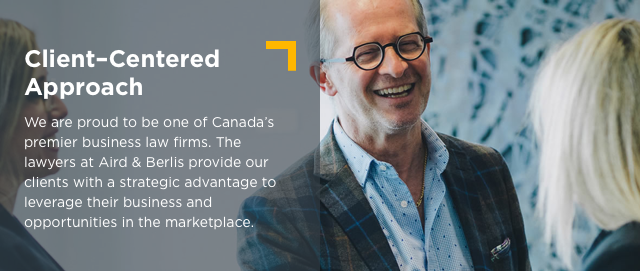 Client–Centered
Approach
We are proud to be one of Canada's
premier business law firms. The
lawyers at Aird & Berlis provide our
clients with a strategic advantage to
leverage their business and
opportunities in the marketplace.